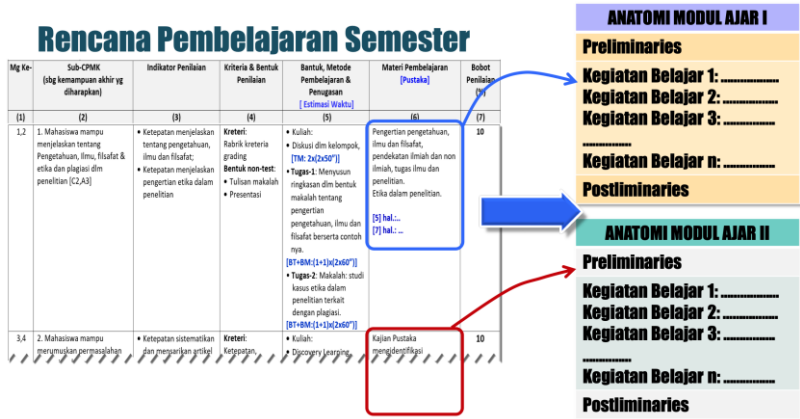 Rencana Pembelajaran Semester
Mg Ke-
Sub-CPMK
(sbg kemampuan akhir yg
diharapkan)
Indikator Penilaian
Kriteria & Bentuk
Penilaian
Bantuk, Metode
Pembelajaran &
Penugasan
[ Estimasi Waktu]
Materi Pembelajaran
[Pustaka]
Bobot
Penilaian
(%)
(1)
(2)
(3)
(4)
(5)
(6)
(7)
1,2
1. Mahasiswa mampu
menjelaskan tentang
Pengetahuan, Ilmu, filsafat &
etika dan plagiasi dlm
penelitian [C2,A3]
• Ketepatan menjelaskan
tentang pengetahuan,
ilmu dan filsafat;
• Ketepatan menjelaskan
pengertian etika dalam
penelitian
Kreteri:
Rabrik kreteria
grading
Bentuk non-test:
• Tulisan makalah
• Presentasi
• Kuliah:
• Diskusi dlm kelompok,
[TM: 2x(2x50”)]
• Tugas-1: Menyusun
ringkasan dlm bentuk
makalah tentang
pengertian
pengetahuan, ilmu dan
filsafat berserta contoh
nya.
[BT+BM:(1+1)x(2x60”)]
• Tugas-2: Makalah: studi
kasus etika dalam
penelitian terkait
dengan plagiasi.
[BT+BM:(1+1)x(2x60”)]
Pengertian pengetahuan,
ilmu dan filsafat,
pendekatan ilmiah dan non
ilmiah, tugas ilmu dan
penelitian.
Etika dalam penelitian.
[5] hal.:..
[7] hal.: ...
10
3,4
2. Mahasiswa mampu
merumuskan permasalahan
• Ketepatan sistematikan
dan mensarikan artikel
Kreteri:
Ketepatan,
• Kuliah:
• Discovery Learning,
Kajian Pustaka
mengidentifikasi
10
ANATOMI MODUL AJAR I
Preliminaries
Kegiatan Belajar 1: ...................
Kegiatan Belajar 2: ..................
Kegiatan Belajar 3: ................
................
Kegiatan Belajar n: ................
Postliminaries
ANATOMI MODUL AJAR II
Preliminaries
Kegiatan Belajar 1: ...................
Kegiatan Belajar 2: ..................
Kegiatan Belajar 3: ................
................
Kegiatan Belajar n: ................
Postliminaries